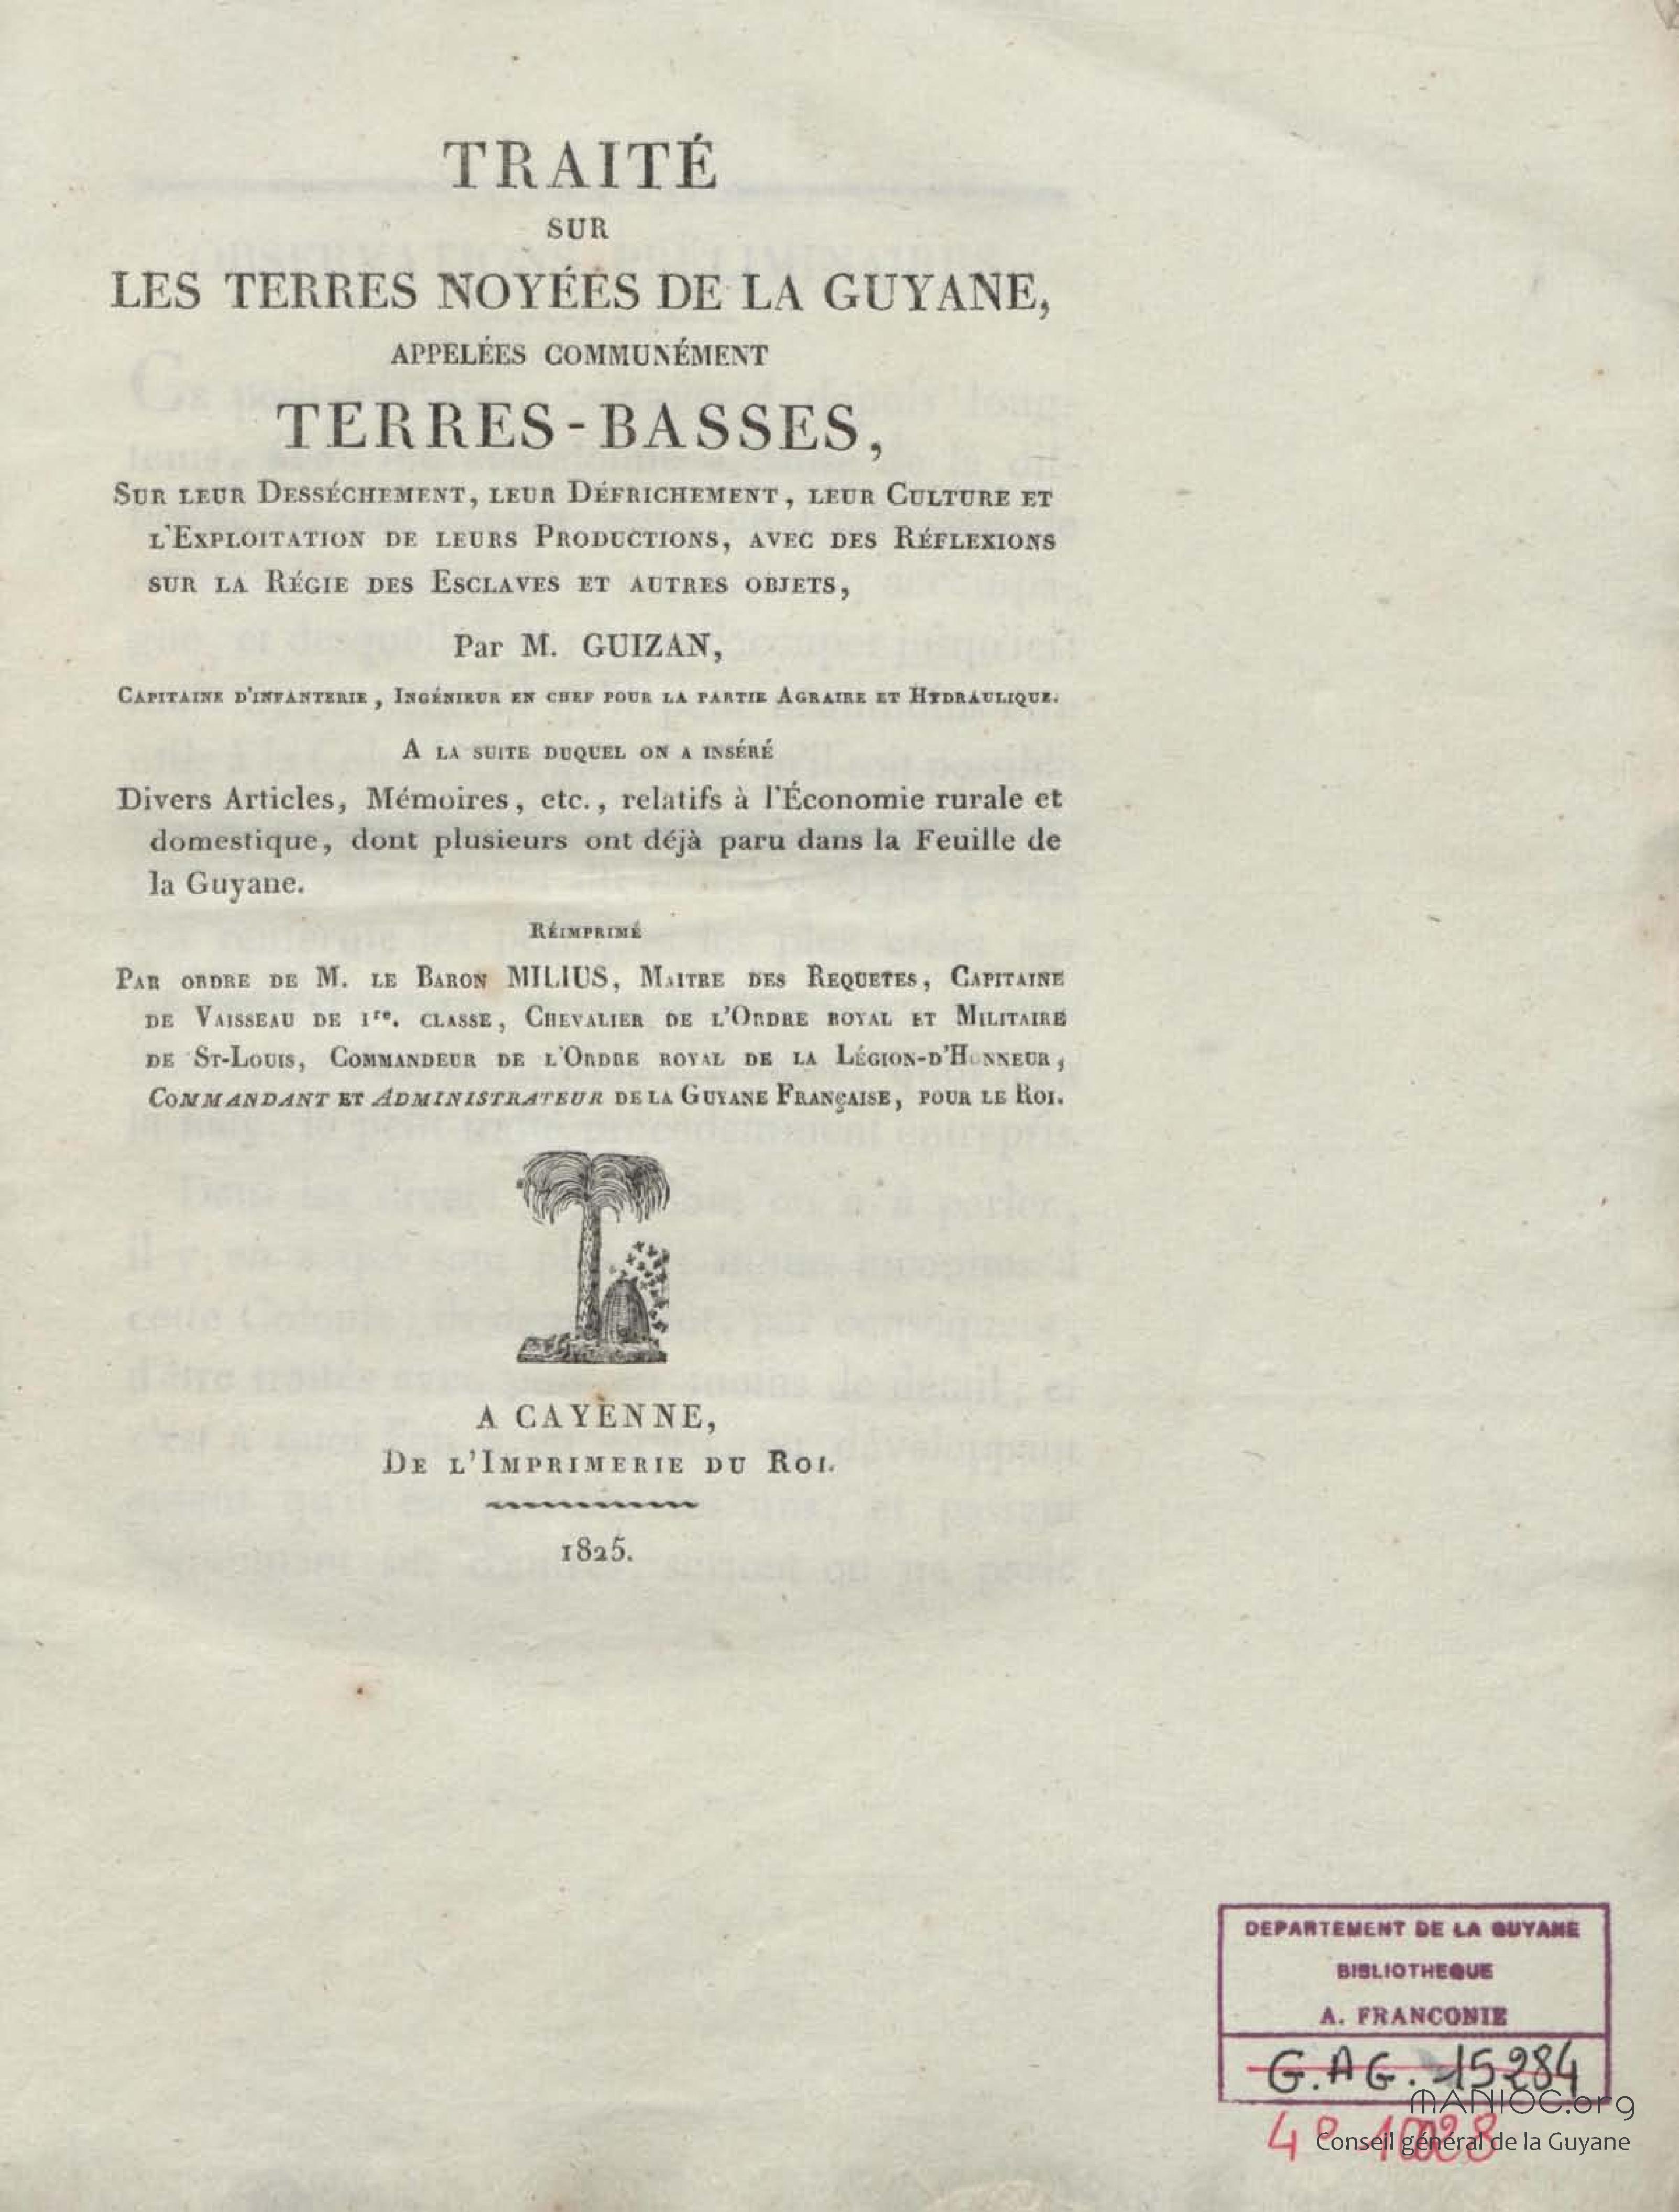 TRAITÉ
SUR
LES TERRES NOYÉES DE LA GUYANE,
APPELÉES COMMUNÉMENT
TERRES-BASSES,
SUR LEUR DESSÉCHEMENT, LEUR DÉFRICHEMENT, LEUR CULTURE ET
L'EXPLOITATION DE LEURS PRODUCTIONS, AVEC DES RÉFLEXIONS
SUR LA RÉGIE DES ESCLAVES ET AUTRES OBJETS,
Par M. GUIZAN,
CAPITAINE D'INFANTERIE, INGÉNIEUR EN CHEF POUR LA PARTIE AGRAIRE ET HYDRAULIQUE.
A LA SUITE DUQUEL ON A INSÉRÉ
Divers Articles, Mémoires, etc., relatifs à l'Économie rurale et
domestique, dont plusieurs ont déjà paru dans la Feuille de
la Guyane.
RÉIMPRIMÉ
PAR ORDRE DE M. LE BARON MILIUS, MAITRE DES REQUETES, CAPITAINE
DE VAISSEAU DE 1re. CLASSE, CHEVALIER DE L'ORDRE ROYAL ET MILITAIRE
DE ST-LOUIS, COMMANDEUR DE L'ORDRE ROYAL DE LA LÉGION-D'HONNEUR,
COMMANDANT ET ADMINISTRATEUR DE LA GUYANE FRANÇAISE, POUR LE ROI.
A CAYENNE,
DE L'IMPRIMERIE DU ROI.
1825.
DEPARTEMENT DE LA GUYANE
BIBLIOTHEQUE
A. FRANCONIE
G.AG. 15284
MANIOC.org
4°
Conseil général de la Guyane